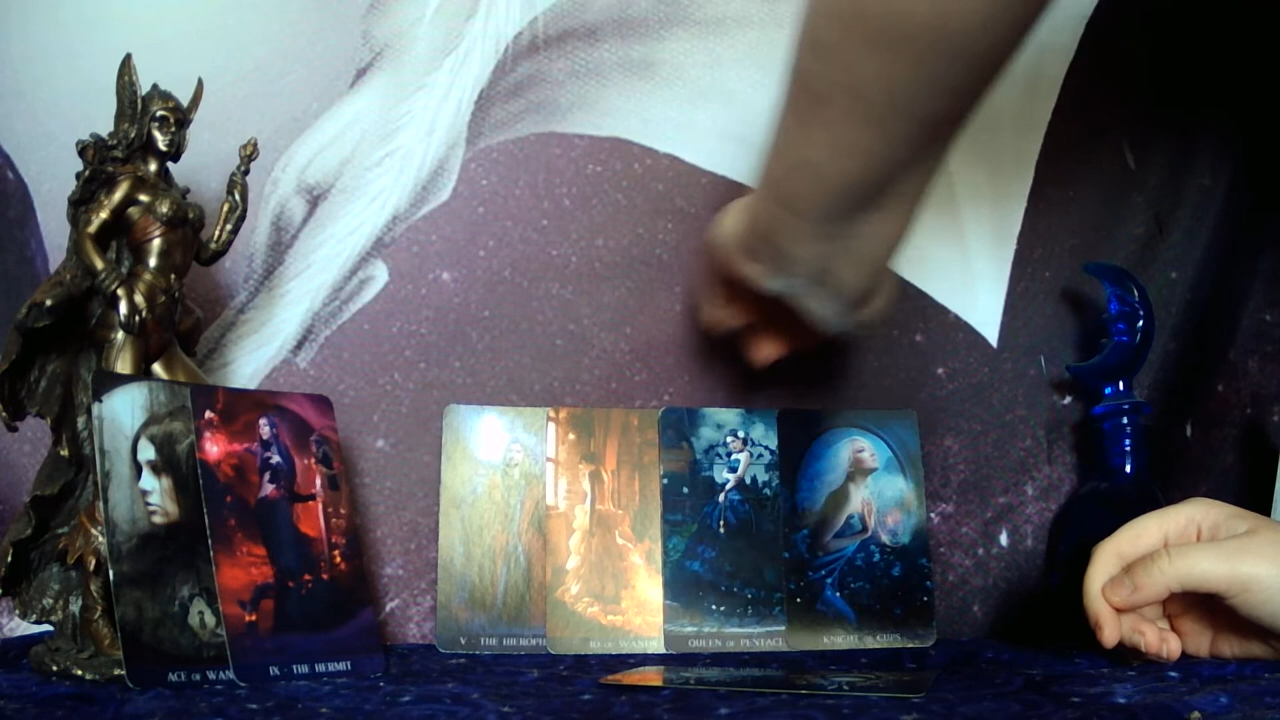 ACE OF WAN
IX - THE HERMIT
V - THE HIEROPH
10 OF WANDS
QUEEN OF PENTACL
KNIGHT OF CUPS